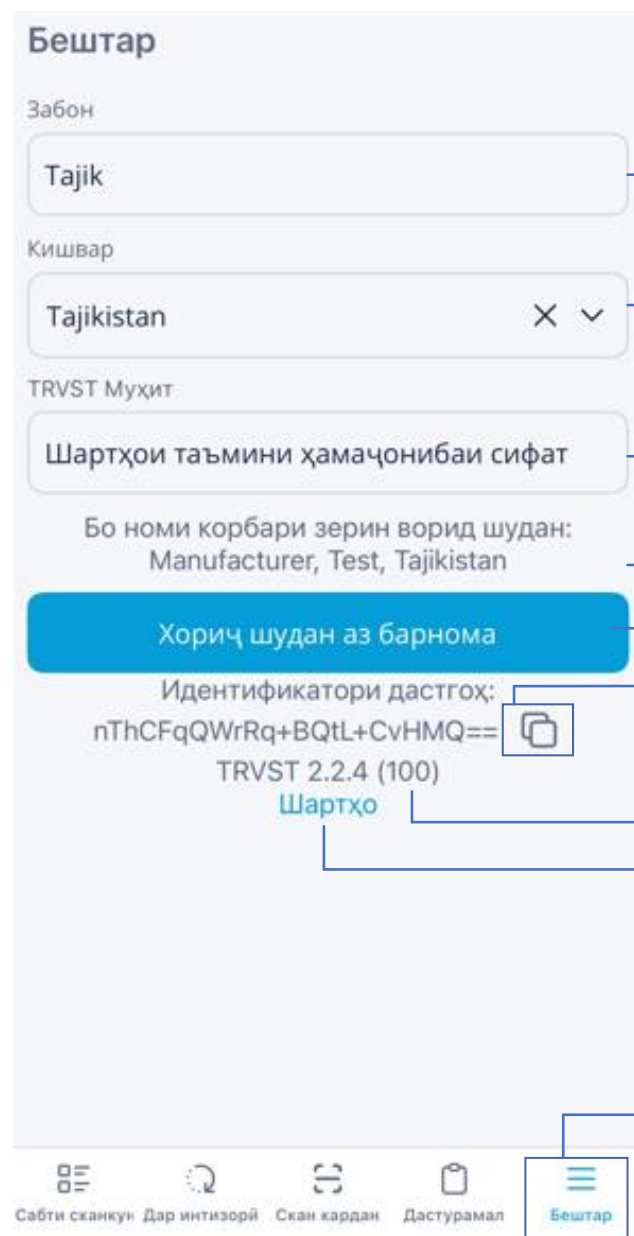 Бештар
Забон
Tajik
Кишвар
Tajikistan
TRVST Муҳит
Шартҳои таъмини ҳамаҷонибаи сифат
Бо номи корбари зерин ворид шудан:
Manufacturer, Test, Tajikistan
Хориҷ шудан аз барнома
Идентификатори дастгоҳ:
nThCFqQWrRq+BQtL+CvHMQ==
TRVST 2.2.4 (100)
Шартҳо
Сабти сканкун Дар интизорӣ Скан кардан Дастурамал Бештар